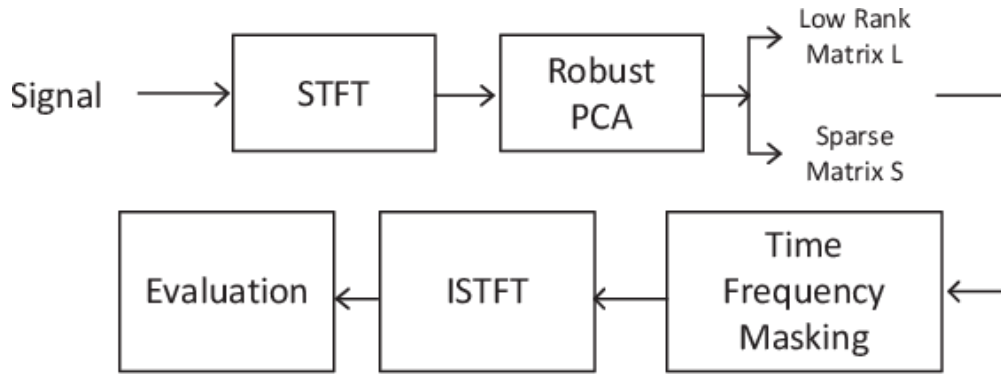 Signal
STFT
Robust
PCA
Low Rank
Matrix L
Sparse
Matrix S
Time
Frequency
Masking
ISTFT
Evaluation